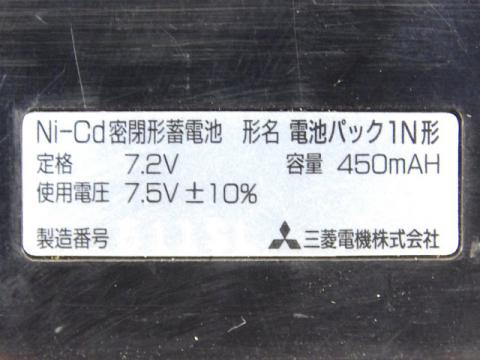 Ni-Cd密閉形蓄電池 形名 電池パック1N形
定格 7.2V 容量 450mAH
使用電圧 7.5V±10%
製造番号 三菱電機株式会社